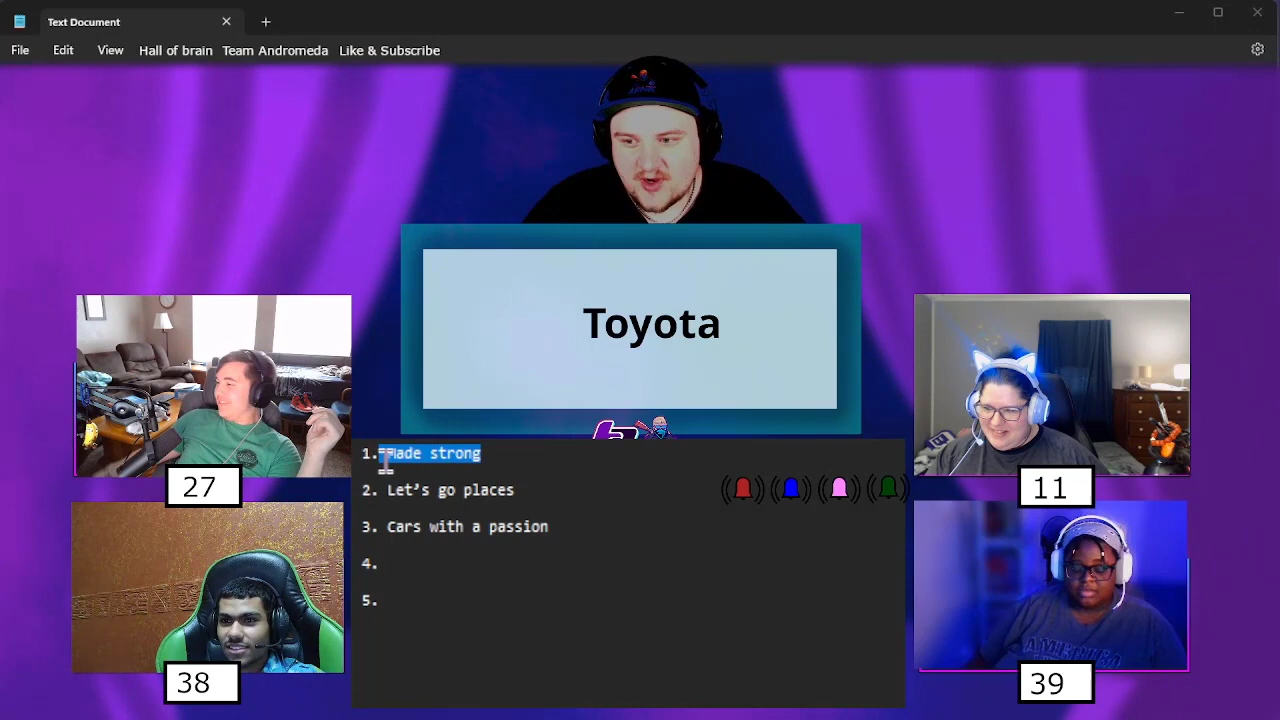 Text Document
File Edit View Hall of brain Team Andromeda Like & Subscribe
Toyota
1. Made strong
2. Let's go places
3. Cars with a passion
4.
5.
27
11
38
39